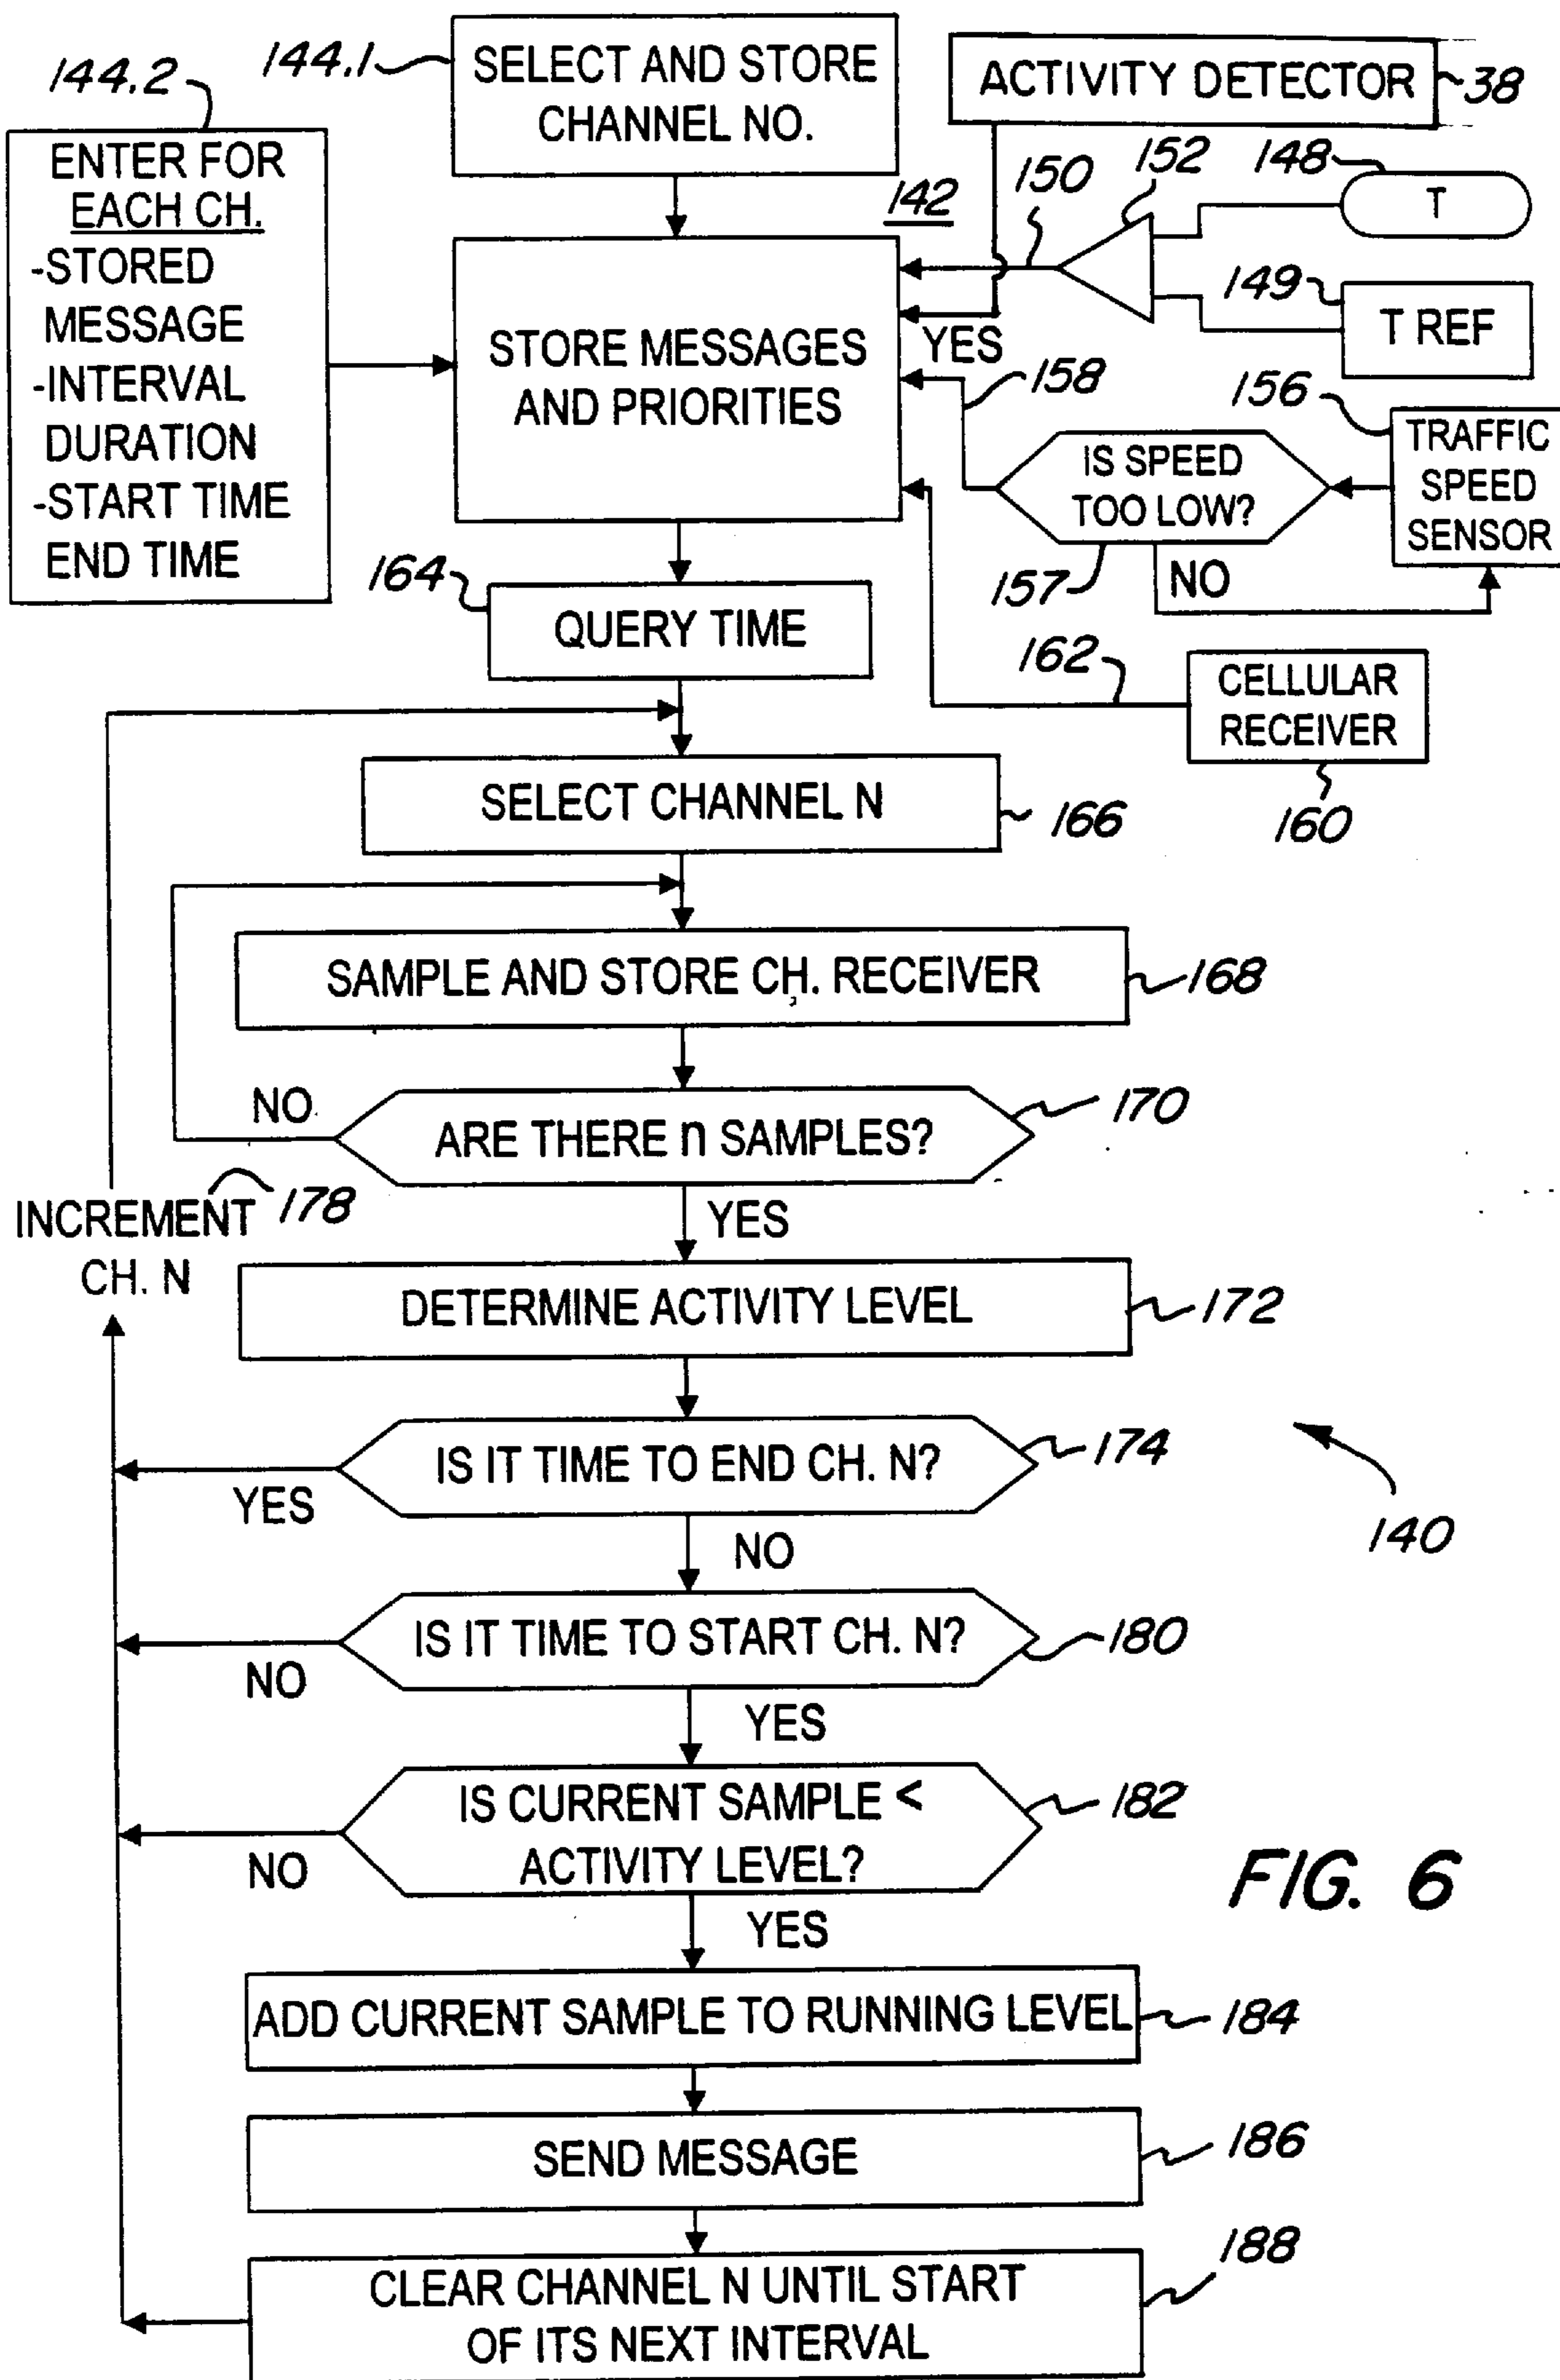 144.2
144.1
SELECT AND STORE
CHANNEL NO.
ACTIVITY DETECTOR
38
ENTER FOR
EACH CH.
-STORED
MESSAGE
-INTERVAL
DURATION
-START TIME
END TIME
142
150
152
148
T
149
T REF
STORE MESSAGES
AND PRIORITIES
YES
158
156
TRAFFIC
SPEED
SENSOR
IS SPEED
TOO LOW?
157
NO
164
QUERY TIME
162
CELLULAR
RECEIVER
160
SELECT CHANNEL N
166
SAMPLE AND STORE CH. RECEIVER
168
NO
ARE THERE n SAMPLES?
170
INCREMENT
CH. N
178
YES
DETERMINE ACTIVITY LEVEL
172
IS IT TIME TO END CH. N?
174
YES
NO
140
IS IT TIME TO START CH. N?
180
NO
YES
IS CURRENT SAMPLE <
ACTIVITY LEVEL?
182
NO
YES
FIG. 6
ADD CURRENT SAMPLE TO RUNNING LEVEL
184
SEND MESSAGE
186
CLEAR CHANNEL N UNTIL START
OF ITS NEXT INTERVAL
188